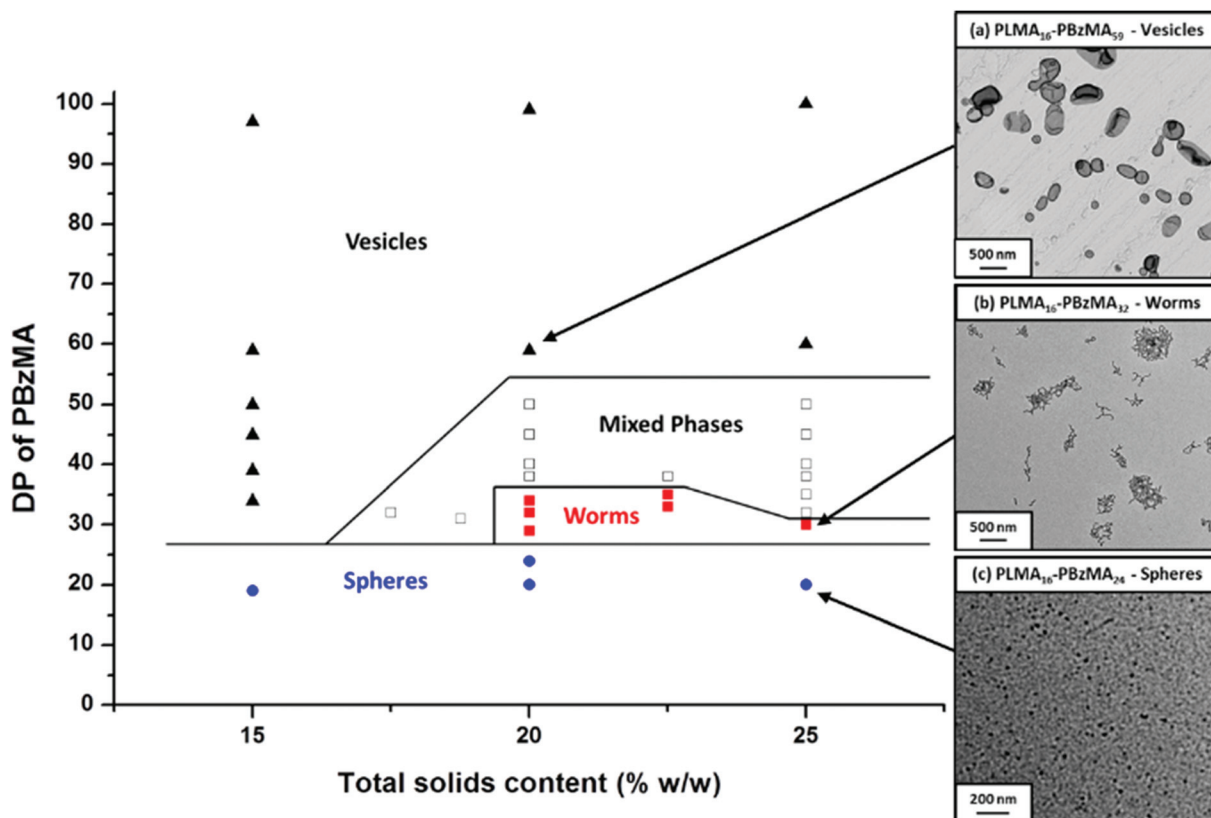 100
90
80
70
60
50
40
30
20
10
0
DP of PBzMA
15
20
25
Total solids content (% w/w)
Vesicles
Mixed Phases
Worms
Spheres
(a) PLMA₁₆-PBzMA₅₉ - Vesicles
500 nm
(b) PLMA₁₆-PBzMA₃₂ - Worms
500 nm
(c) PLMA₁₆-PBzMA₂₄ - Spheres
200 nm